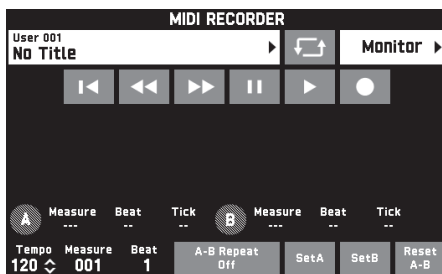 MIDI RECORDER
User 001
No Title
Monitor
A Measure Beat Tick B Measure Beat Tick
--- -- -- --- -- --
Tempo Measure Beat A-B Repeat SetA SetB Reset
120 001 1 Off A-B